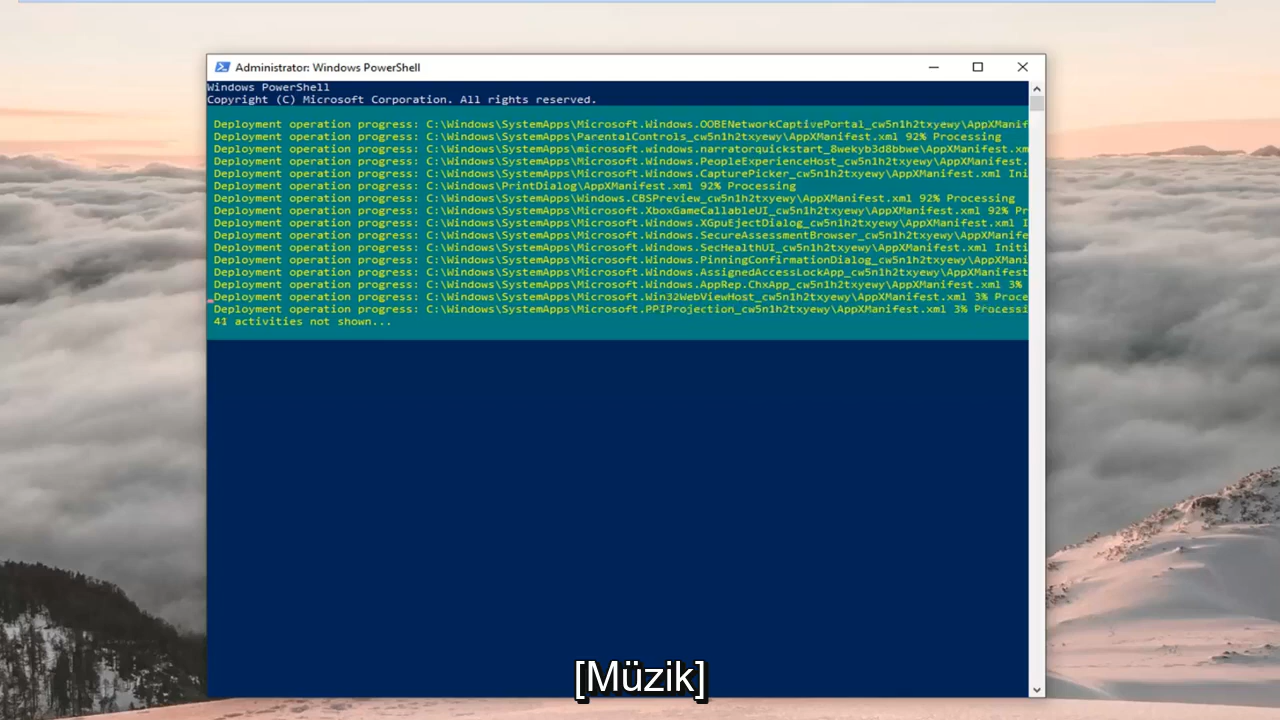 Administrator: Windows PowerShell
Windows PowerShell
Copyright (C) Microsoft Corporation. All rights reserved.
Deployment operation progress: C:\Windows\SystemApps\Microsoft.Windows.OOBENetworkCaptivePortal_cw5n1h2txyewy\AppXManif
Deployment operation progress: C:\Windows\SystemApps\ParentalControls_cw5n1h2txyewy\AppXManifest.xml 92% Processing
Deployment operation progress: C:\Windows\SystemApps\microsoft.windows.narratorquickstart_8wekyb3d8bbwe\AppXManifest.xm
Deployment operation progress: C:\Windows\SystemApps\Microsoft.Windows.PeopleExperienceHost_cw5n1h2txyewy\AppXManifest.
Deployment operation progress: C:\Windows\SystemApps\Microsoft.Windows.CapturePicker_cw5n1h2txyewy\AppXManifest.xml Ini
Deployment operation progress: C:\Windows\PrintDialog\AppXManifest.xml 92% Processing
Deployment operation progress: C:\Windows\SystemApps\Windows.CBSPreview_cw5n1h2txyewy\AppXManifest.xml 92% Processing
Deployment operation progress: C:\Windows\SystemApps\Microsoft.XboxGameCallableUI_cw5n1h2txyewy\AppXManifest.xml 92% Pr
Deployment operation progress: C:\Windows\SystemApps\Microsoft.Windows.XGpuEjectDialog_cw5n1h2txyewy\AppXManifest.xml I
Deployment operation progress: C:\Windows\SystemApps\Microsoft.Windows.SecureAssessmentBrowser_cw5n1h2txyewy\AppXManife
Deployment operation progress: C:\Windows\SystemApps\Microsoft.Windows.SecHealthUI_cw5n1h2txyewy\AppXManifest.xml Initi
Deployment operation progress: C:\Windows\SystemApps\Microsoft.Windows.PinningConfirmationDialog_cw5n1h2txyewy\AppXMani
Deployment operation progress: C:\Windows\SystemApps\Microsoft.Windows.AssignedAccessLockApp_cw5n1h2txyewy\AppXManifest
Deployment operation progress: C:\Windows\SystemApps\Microsoft.Windows.AppRep.ChxApp_cw5n1h2txyewy\AppXManifest.xml 3%
Deployment operation progress: C:\Windows\SystemApps\Microsoft.Win32WebViewHost_cw5n1h2txyewy\AppXManifest.xml 3% Proce
Deployment operation progress: C:\Windows\SystemApps\Microsoft.PPIProjection_cw5n1h2txyewy\AppXManifest.xml 3% Processi
41 activities not shown...
[Müzik]